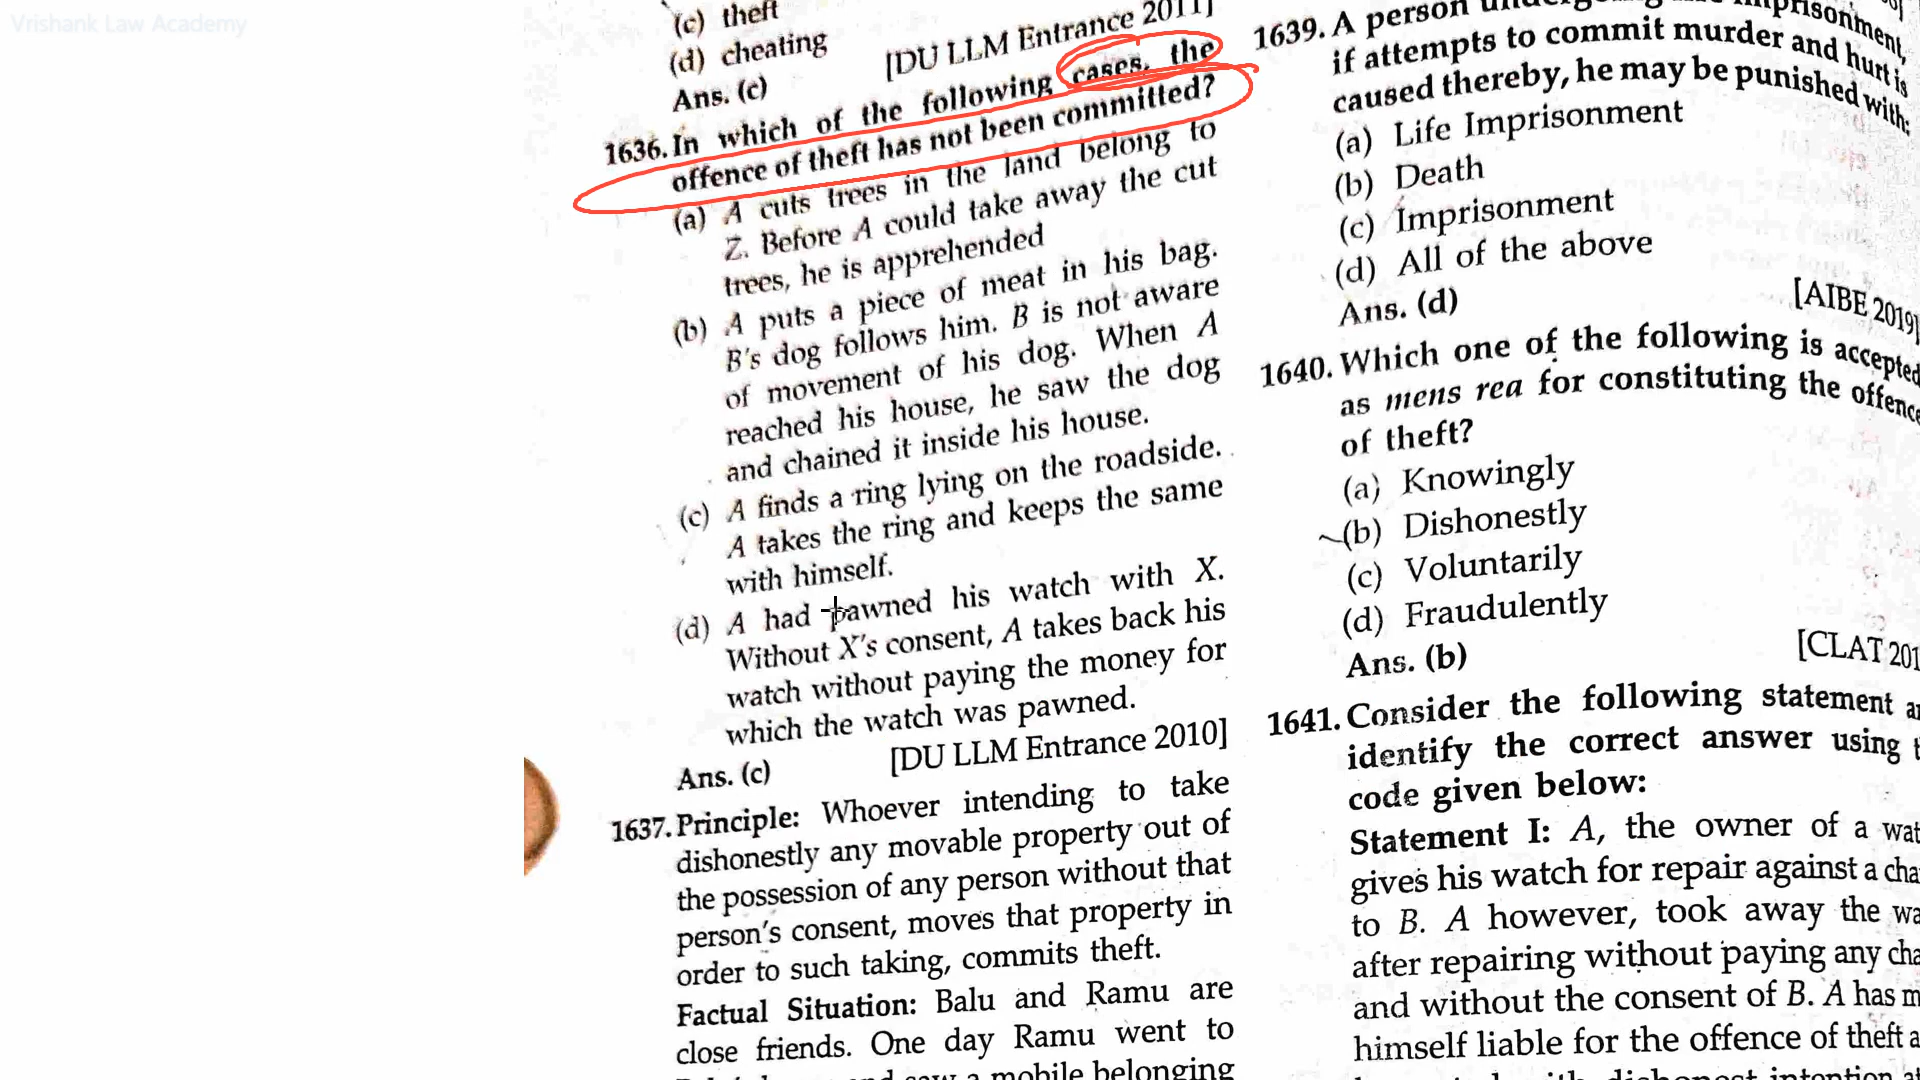 Vrishank Law Academy
(c) theft
(d) cheating
[DU LLM Entrance 2011]
Ans. (c)
1636. In which of the following cases, the
offence of theft has not been committed?
(a) A cuts trees in the land belong to
Z. Before A could take away the cut
trees, he is apprehended
(b) A puts a piece of meat in his bag.
B's dog follows him. B is not aware
of movement of his dog. When A
reached his house, he saw the dog
and chained it inside his house.
(c) A finds a ring lying on the roadside.
A takes the ring and keeps the same
with himself.
(d) A had pawned his watch with X.
Without X's consent, A takes back his
watch without paying the money for
which the watch was pawned.
[DU LLM Entrance 2010]
Ans. (c)
1637. Principle: Whoever intending to take
dishonestly any movable property out of
the possession of any person without that
person's consent, moves that property in
order to such taking, commits theft.
Factual Situation: Balu and Ramu are
close friends. One day Ramu went to
a mobile belonging
1639. A person imprisonment,
if attempts to commit murder and hurt is
caused thereby, he may be punished with:
(a) Life Imprisonment
(b) Death
(c) Imprisonment
(d) All of the above
Ans. (d)
[AIBE 2019]
1640. Which one of the following is accepted
as mens rea for constituting the offence
of theft?
(a) Knowingly
(b) Dishonestly
(c) Voluntarily
(d) Fraudulently
Ans. (b)
[CLAT 201
1641. Consider the following statement
identify the correct answer using
code given below:
Statement I: A, the owner of a
gives his watch for repair against a
to B. A however, took away the
after repairing without paying any
and without the consent of B. A has
himself liable for the offence of theft